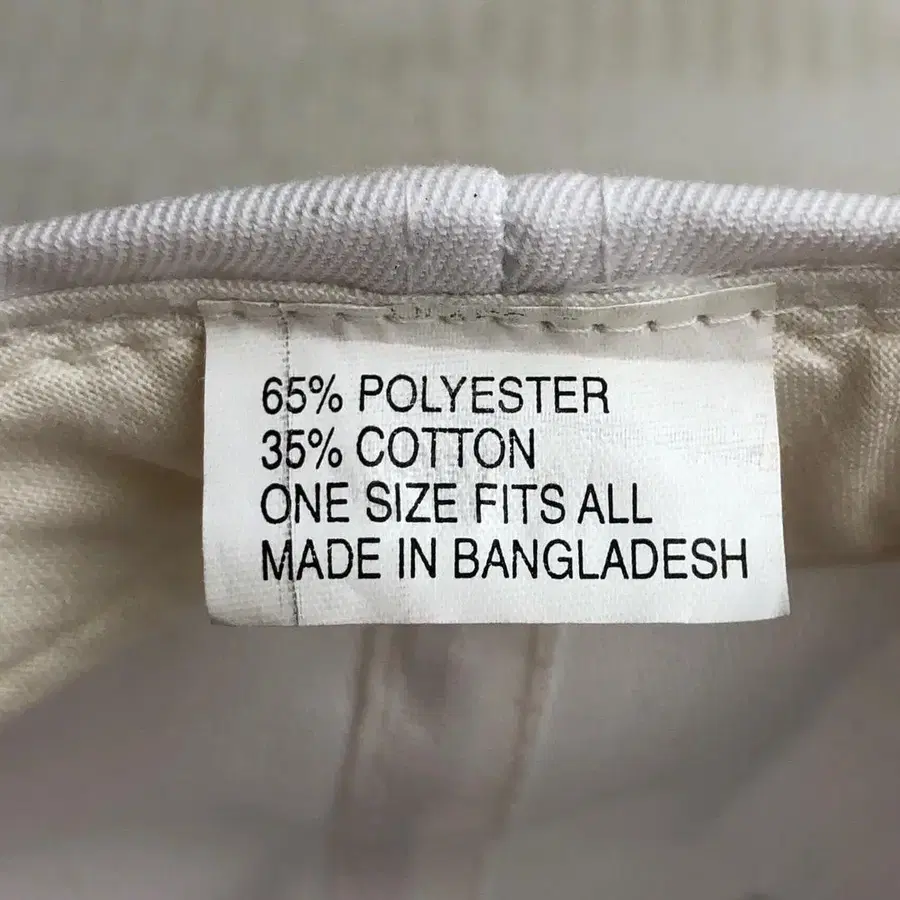 65% POLYESTER
35% COTTON
ONE SIZE FITS ALL
MADE IN BANGLADESH